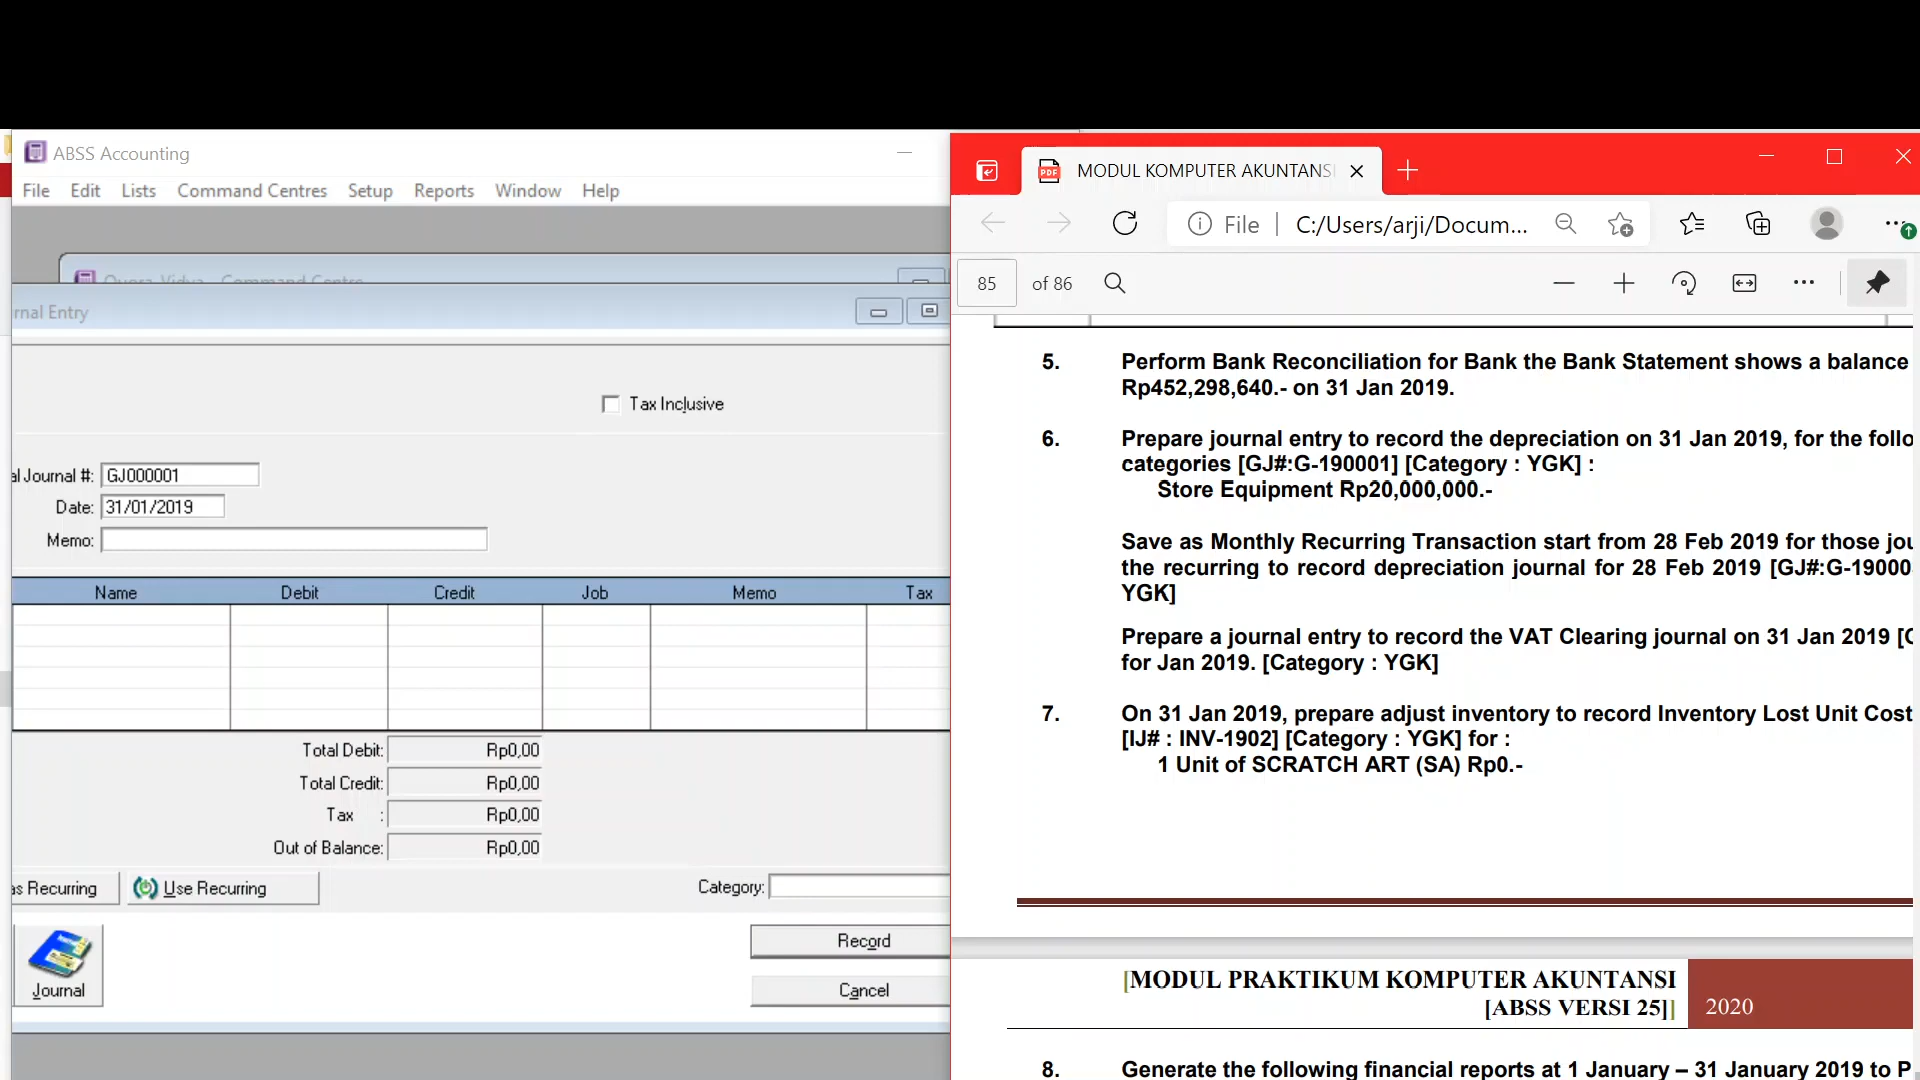 ABSS Accounting
File Edit Lists Command Centres Setup Reports Window Help
Command Centre
rnal Entry
Tax Inclusive
al Journal #: GJ000001
Date: 31/01/2019
Memo:
Name Debit Credit Job Memo Tax
Total Debit: Rp0,00
Total Credit: Rp0,00
Tax : Rp0,00
Out of Balance: Rp0,00
as Recurring Use Recurring Category:
Journal
Record
Cancel
MODUL KOMPUTER AKUNTANS
File C:/Users/arji/Docum...
85 of 86
5. Perform Bank Reconciliation for Bank the Bank Statement shows a balance
Rp452,298,640.- on 31 Jan 2019.
6. Prepare journal entry to record the depreciation on 31 Jan 2019, for the follo
categories [GJ#:G-190001] [Category : YGK] :
Store Equipment Rp20,000,000.-
Save as Monthly Recurring Transaction start from 28 Feb 2019 for those jou
the recurring to record depreciation journal for 28 Feb 2019 [GJ#:G-19000
YGK]
Prepare a journal entry to record the VAT Clearing journal on 31 Jan 2019 [
for Jan 2019. [Category : YGK]
7. On 31 Jan 2019, prepare adjust inventory to record Inventory Lost Unit Cost
[IJ# : INV-1902] [Category : YGK] for :
1 Unit of SCRATCH ART (SA) Rp0.-
[MODUL PRAKTIKUM KOMPUTER AKUNTANSI
[ABSS VERSI 25]] 2020
8. Generate the following financial reports at 1 January – 31 January 2019 to P